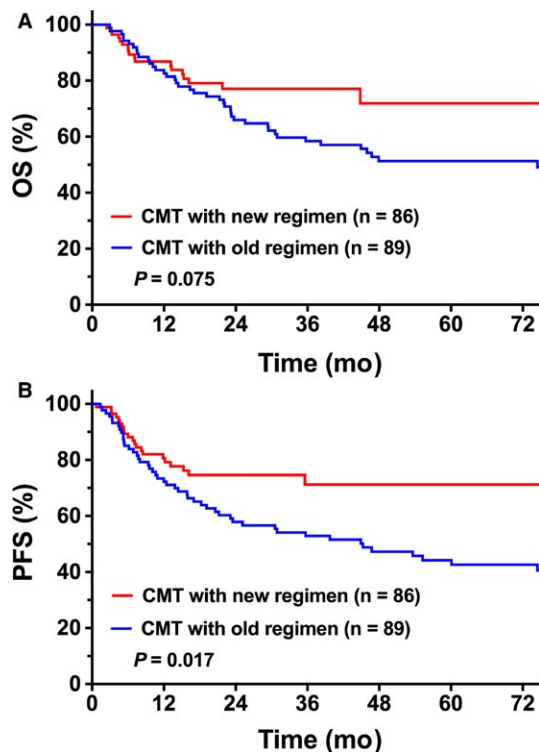 A
100
80
60
40
20
0
OS (%)
CMT with new regimen (n = 86)
CMT with old regimen (n = 89)
P = 0.075
0 12 24 36 48 60 72
Time (mo)
B
100
80
60
40
80
0
PFS (%)
CMT with new regimen (n = 86)
CMT with old regimen (n = 89)
P = 0.017
0 12 24 36 48 60 72
Time (mo)